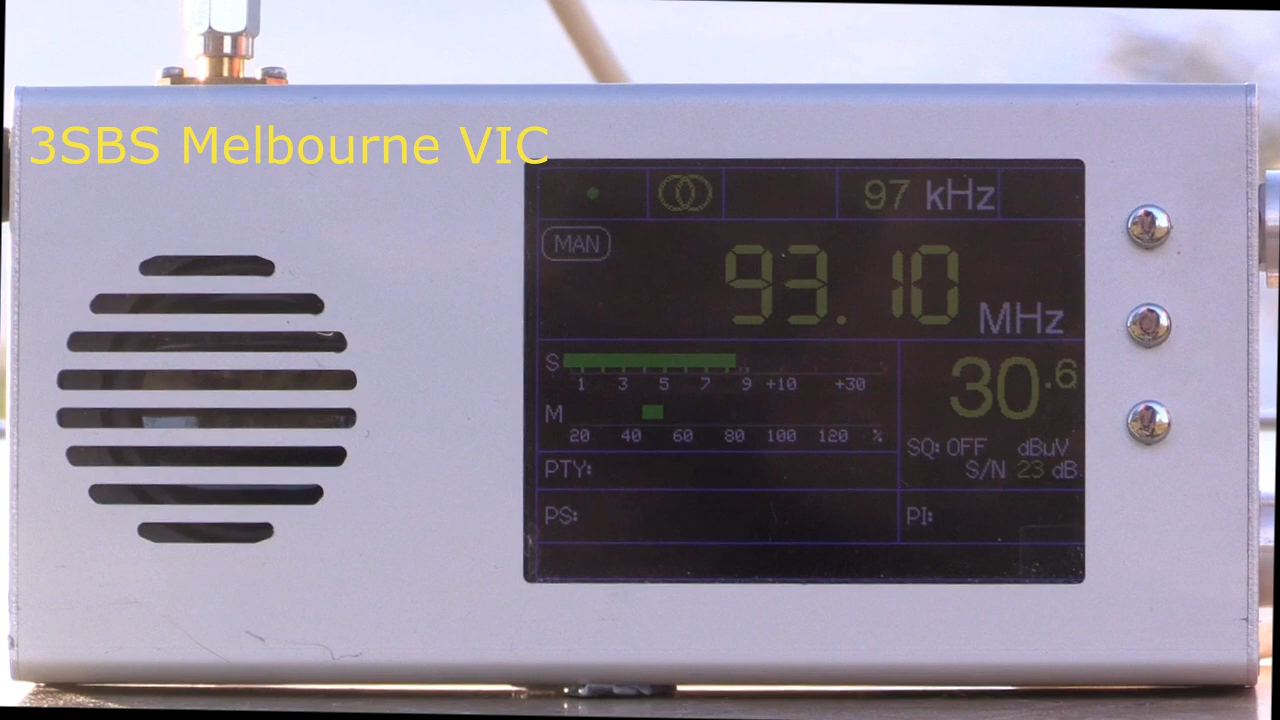 3SBS Melbourne VIC
97 kHz
MAN
93.10 MHz
S
1 3 5 7 9 +10 +30
30.6
M
20 40 60 80 100 120 %
SQ: OFF dBuV
S/N 23 dB
PTY:
PS:
PI: